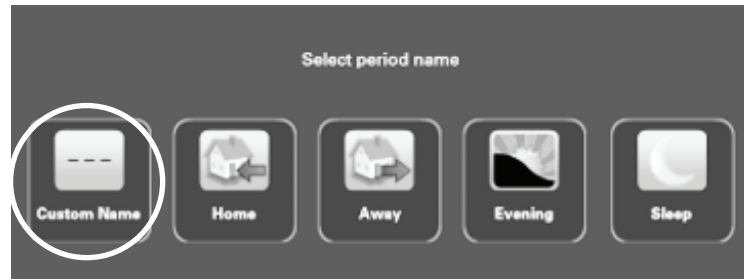 Select period name
---
Custom Name
Home
Away
Evening
Sleep